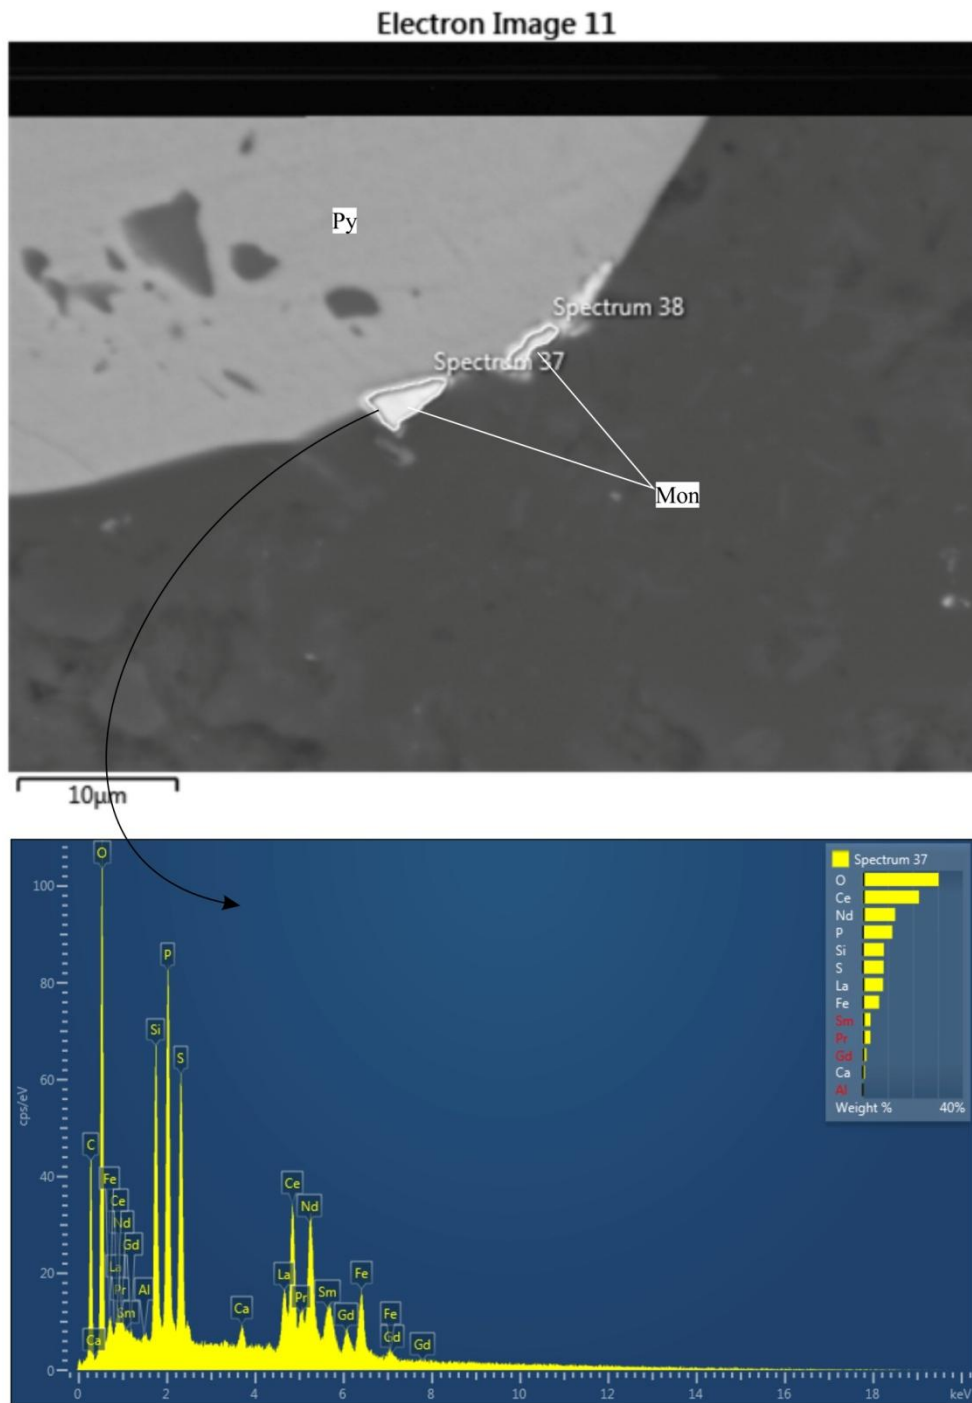 Electron Image 11
Py
Spectrum 38
Spectrum 37
Mon
10µm
Spectrum 37
O
Ce
Nd
P
Si
S
La
Fe
Sm
Pr
Gd
Ca
Al
Weight % 40%
cps/eV
100
80
60
40
20
0
O
P
Si
S
C
Fe
Ce
Nd
Gd
La
Pr
Sm
Al
Ca
Ca
La
Ce
Pr
Nd
Sm
Gd
Fe
Fe
Gd
Gd
0 2 4 6 8 10 12 14 16 18 keV